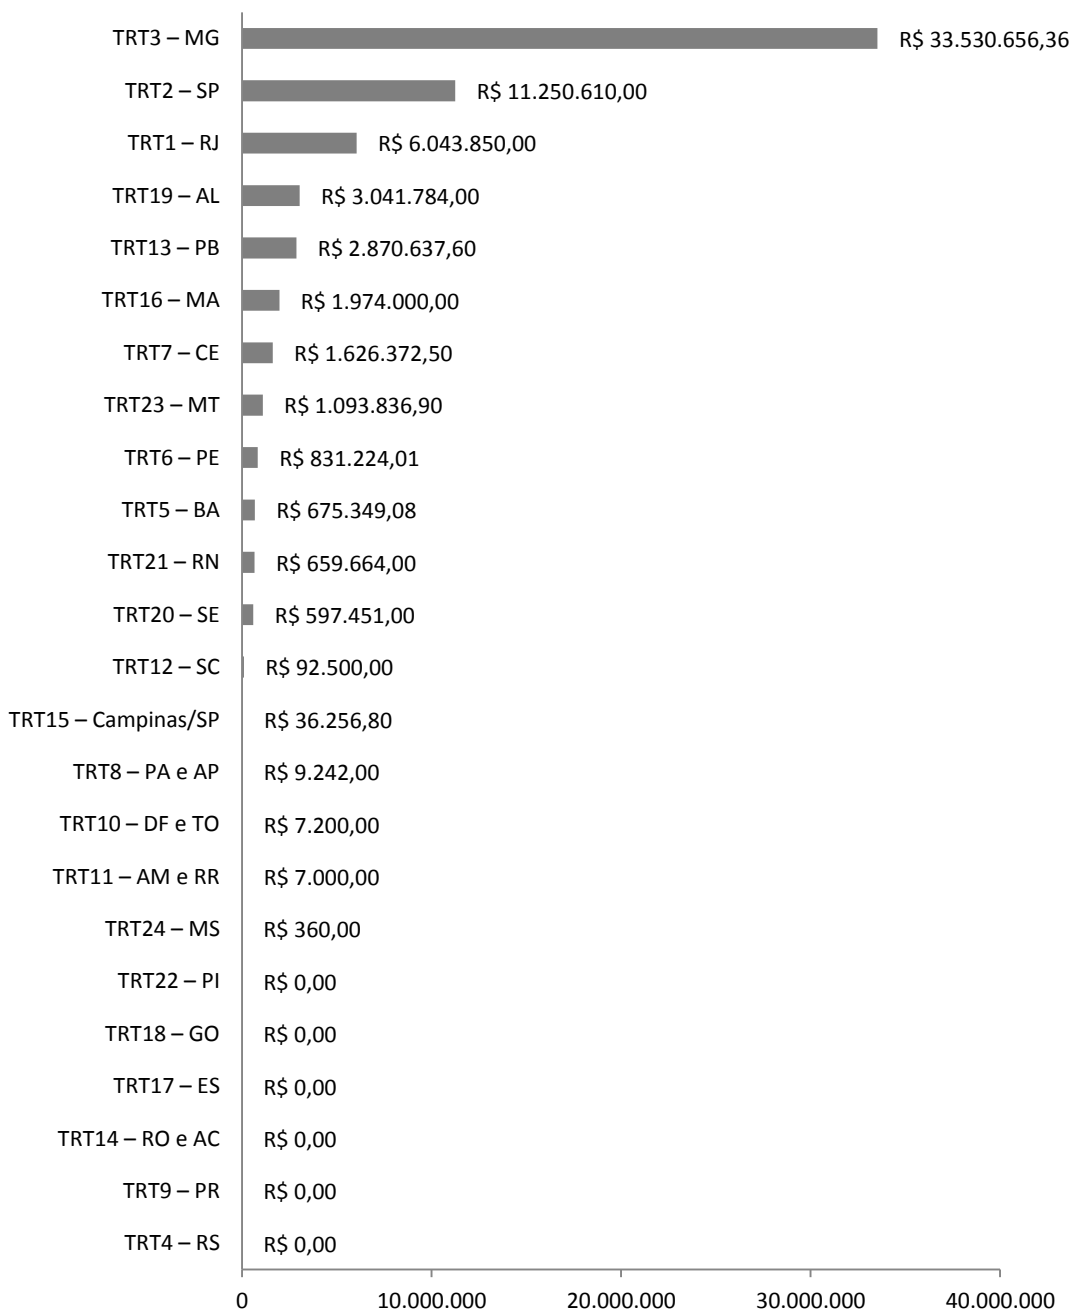 TRT3 – MG R$ 33.530.656,36
TRT2 – SP R$ 11.250.610,00
TRT1 – RJ R$ 6.043.850,00
TRT19 – AL R$ 3.041.784,00
TRT13 – PB R$ 2.870.637,60
TRT16 – MA R$ 1.974.000,00
TRT7 – CE R$ 1.626.372,50
TRT23 – MT R$ 1.093.836,90
TRT6 – PE R$ 831.224,01
TRT5 – BA R$ 675.349,08
TRT21 – RN R$ 659.664,00
TRT20 – SE R$ 597.451,00
TRT12 – SC R$ 92.500,00
TRT15 – Campinas/SP R$ 36.256,80
TRT8 – PA e AP R$ 9.242,00
TRT10 – DF e TO R$ 7.200,00
TRT11 – AM e RR R$ 7.000,00
TRT24 – MS R$ 360,00
TRT22 – PI R$ 0,00
TRT18 – GO R$ 0,00
TRT17 – ES R$ 0,00
TRT14 – RO e AC R$ 0,00
TRT9 – PR R$ 0,00
TRT4 – RS R$ 0,00
0 10.000.000 20.000.000 30.000.000 40.000.000